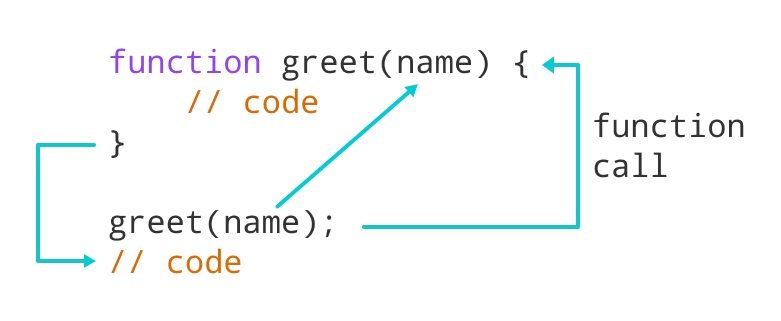 function greet(name) {
    // code
}
function
call
greet(name);
// code